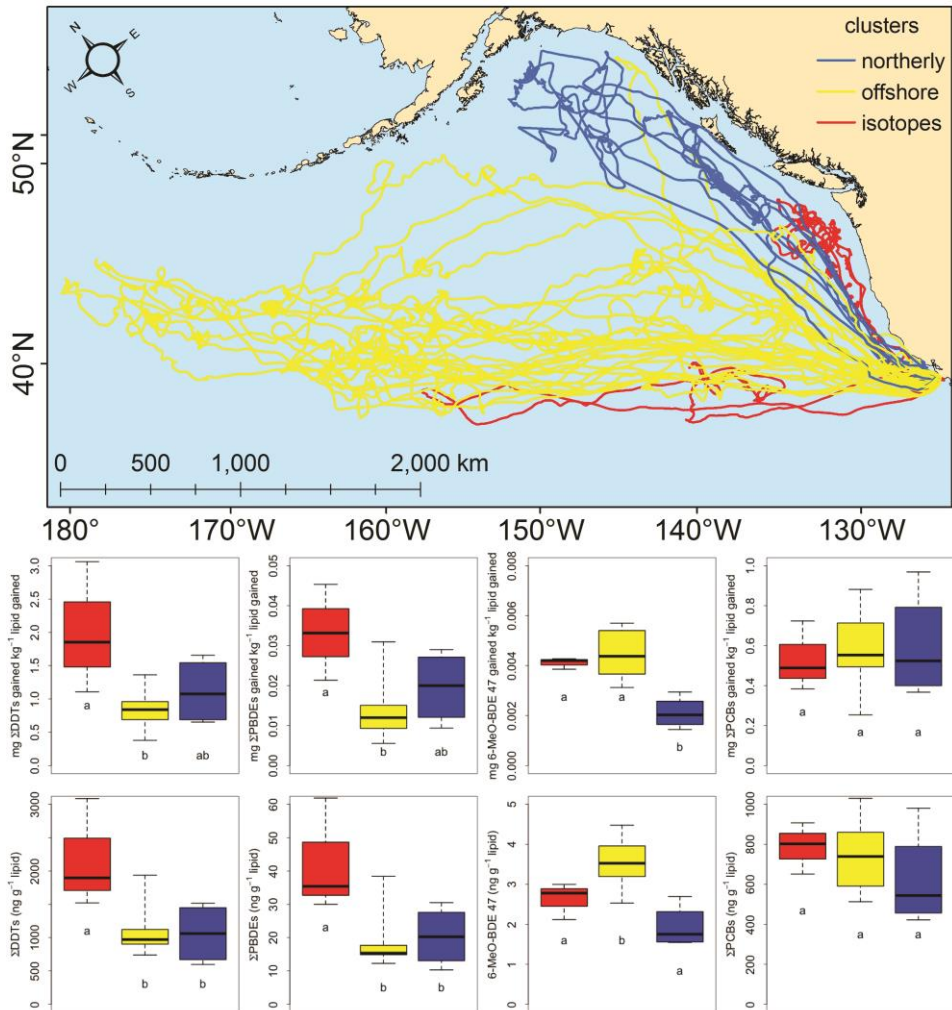 N
E
W
S
clusters
northerly
offshore
isotopes
50°N
40°N
0 500 1,000 2,000 km
180° 170°W 160°W 150°W 140°W 130°W
mg ΣDDTs gained kg⁻¹ lipid gained
0.0 0.5 1.0 1.5 2.0 2.5 3.0
a b ab
mg ΣPBDEs gained kg⁻¹ lipid gained
0.00 0.01 0.02 0.03 0.04 0.05
a b ab
mg 6-MeO-BDE 47 gained kg⁻¹ lipid gained
0.000 0.002 0.004 0.006 0.008
a a b
mg ΣPCBs gained kg⁻¹ lipid gained
0.0 0.2 0.4 0.6 0.8 1.0
a a a
ΣDDTs (ng g⁻¹ lipid)
0 500 1000 2000 3000
a b b
ΣPBDEs (ng g⁻¹ lipid)
0 10 20 30 40 50 60
a b b
6-MeO-BDE 47 (ng g⁻¹ lipid)
0 1 2 3 4 5
a b a
ΣPCBs (ng g⁻¹ lipid)
0 200 400 600 800 1000
a a a